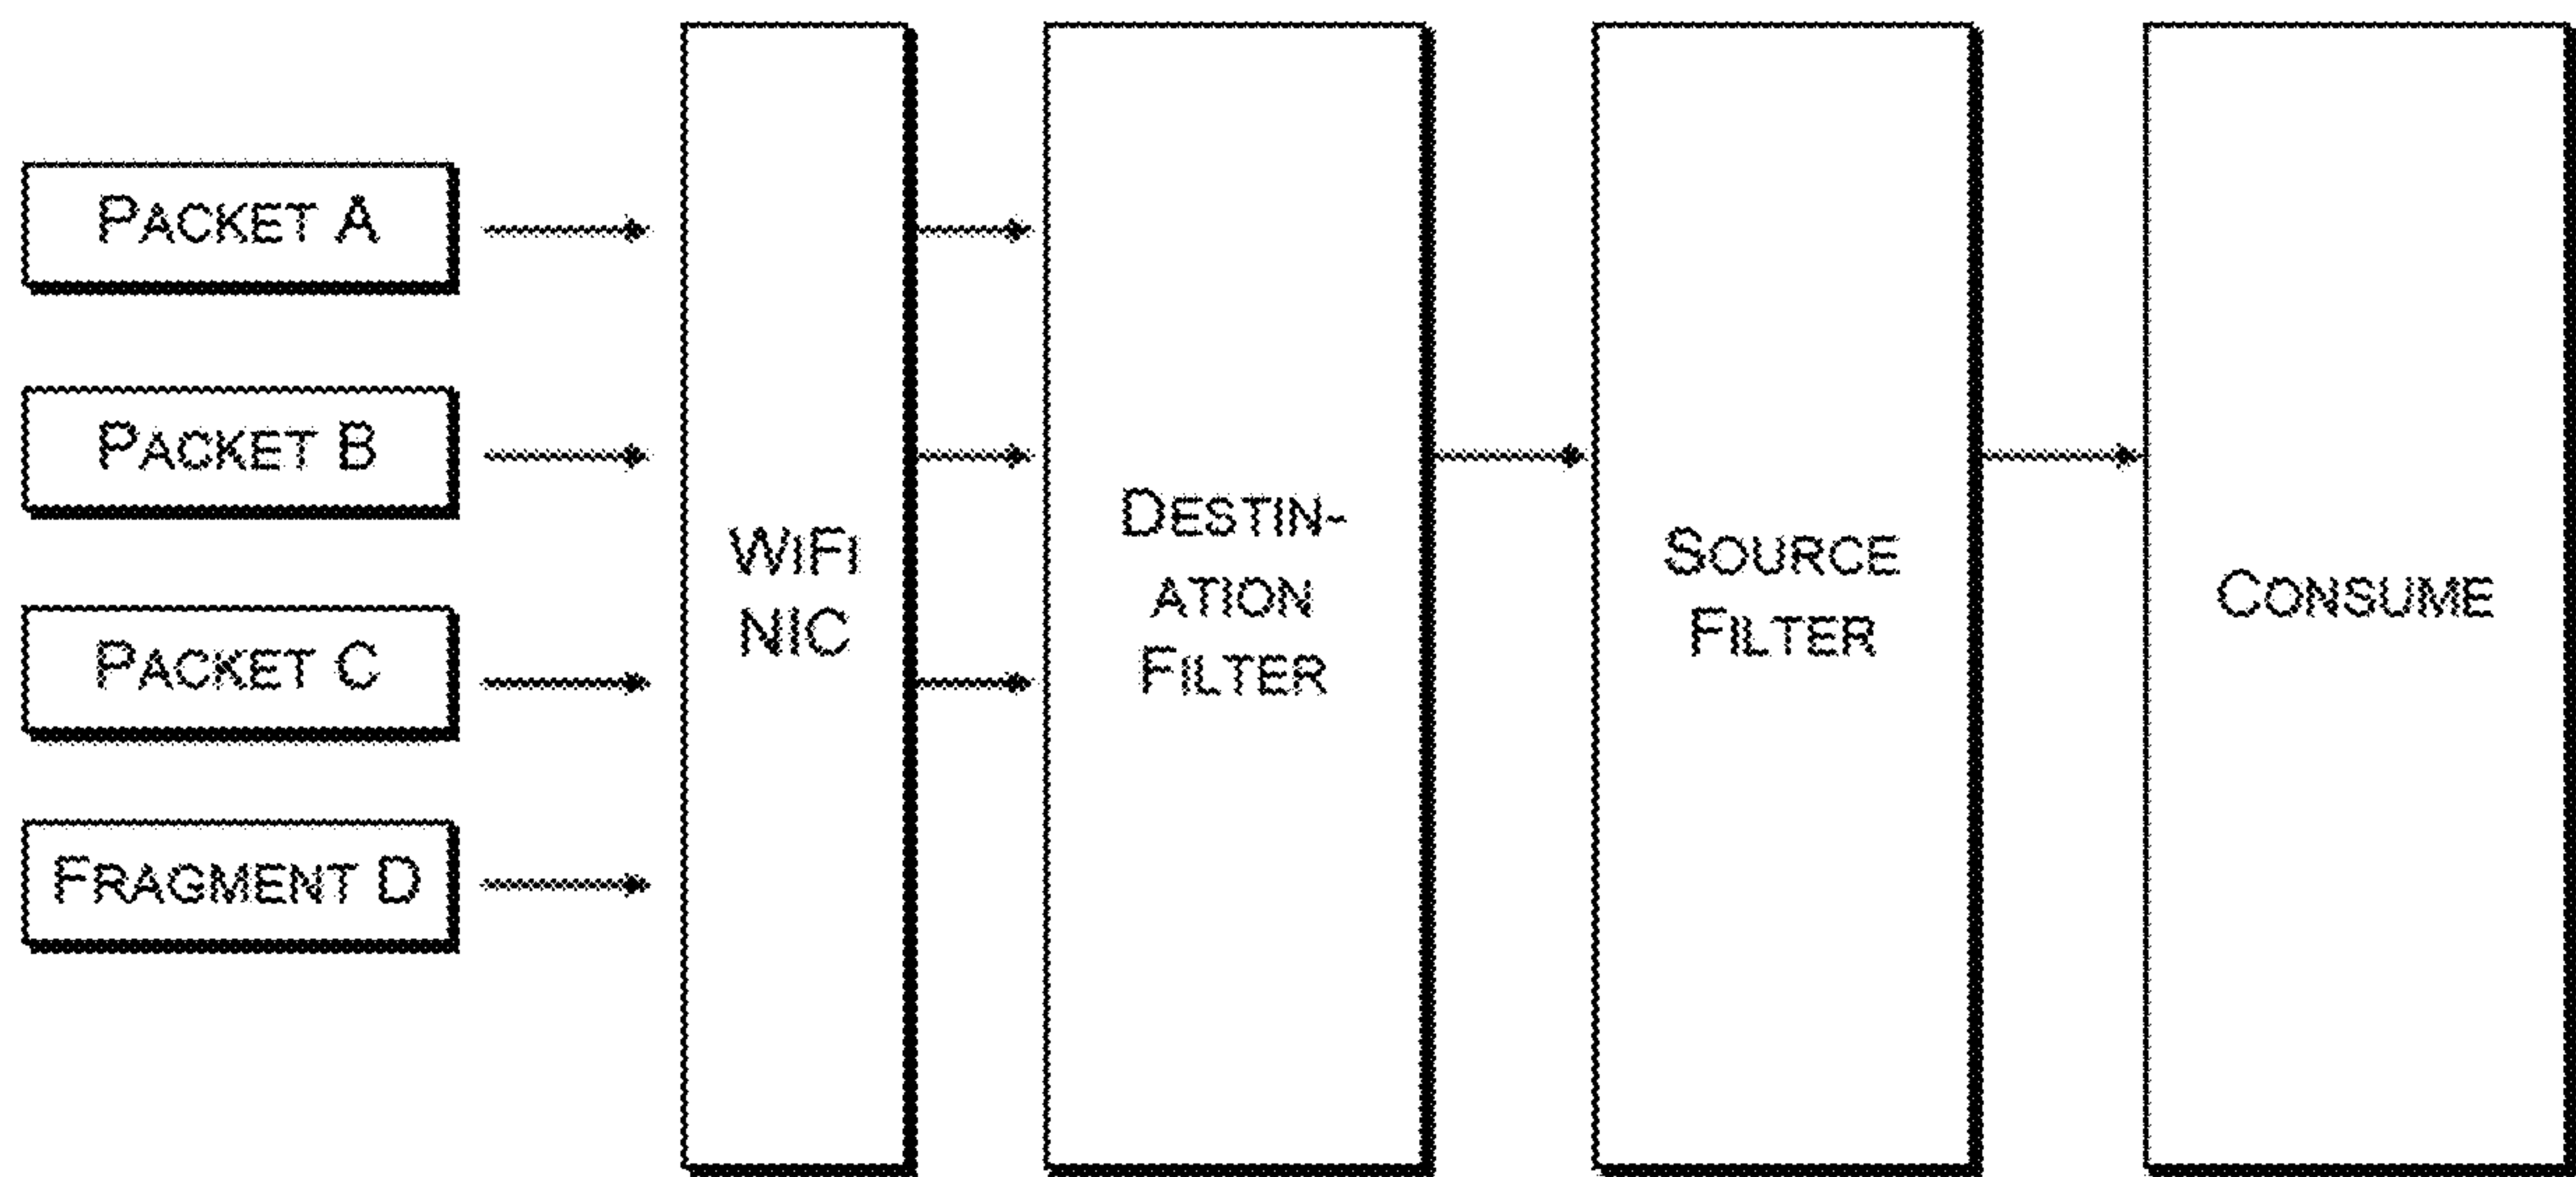 PACKET A
PACKET B
PACKET C
FRAGMENT D
WIFI
NIC
DESTIN-
ATION
FILTER
SOURCE
FILTER
CONSUME